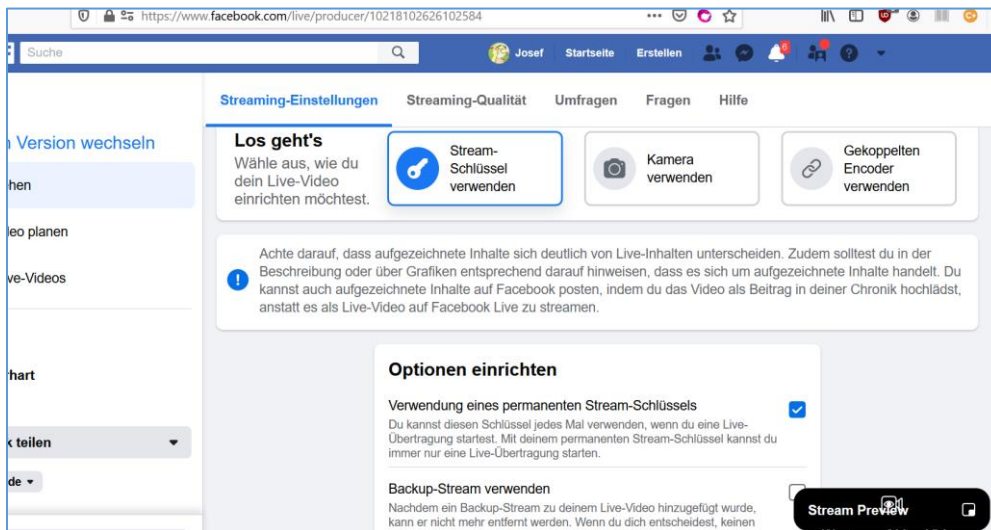 https://www.facebook.com/live/producer/10218102626102584
Suche
Josef Startseite Erstellen 6
Streaming-Einstellungen Streaming-Qualität Umfragen Fragen Hilfe
Version wechseln
hen
leo planen
ve-Videos
hart
k teilen
de
Los geht's
Wähle aus, wie du
dein Live-Video
einrichten möchtest.
Stream-
Schlüssel
verwenden
Kamera
verwenden
Gekoppelten
Encoder
verwenden
Achte darauf, dass aufgezeichnete Inhalte sich deutlich von Live-Inhalten unterscheiden. Zudem solltest du in der
Beschreibung oder über Grafiken entsprechend darauf hinweisen, dass es sich um aufgezeichnete Inhalte handelt. Du
kannst auch aufgezeichnete Inhalte auf Facebook posten, indem du das Video als Beitrag in deiner Chronik hochlädst,
anstatt es als Live-Video auf Facebook Live zu streamen.
Optionen einrichten
Verwendung eines permanenten Stream-Schlüssels
Du kannst diesen Schlüssel jedes Mal verwenden, wenn du eine Live-
Übertragung startest. Mit deinem permanenten Stream-Schlüssel kannst du
immer nur eine Live-Übertragung starten.
Backup-Stream verwenden
Nachdem ein Backup-Stream zu deinem Live-Video hinzugefügt wurde,
kann er nicht mehr entfernt werden. Wenn du dich entscheidest, keinen
Stream Preview